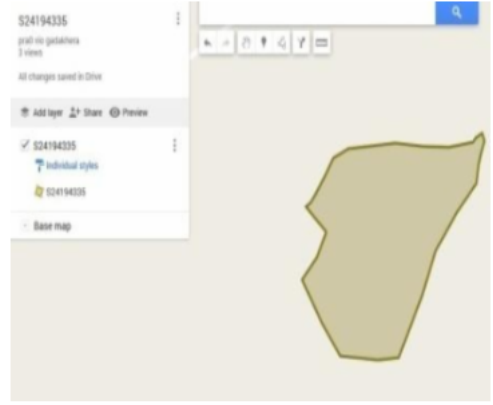 S24194335
3 views
All changes saved in Drive
Add layer Share Preview
S24194335
Individual styles
S24194335
Base map